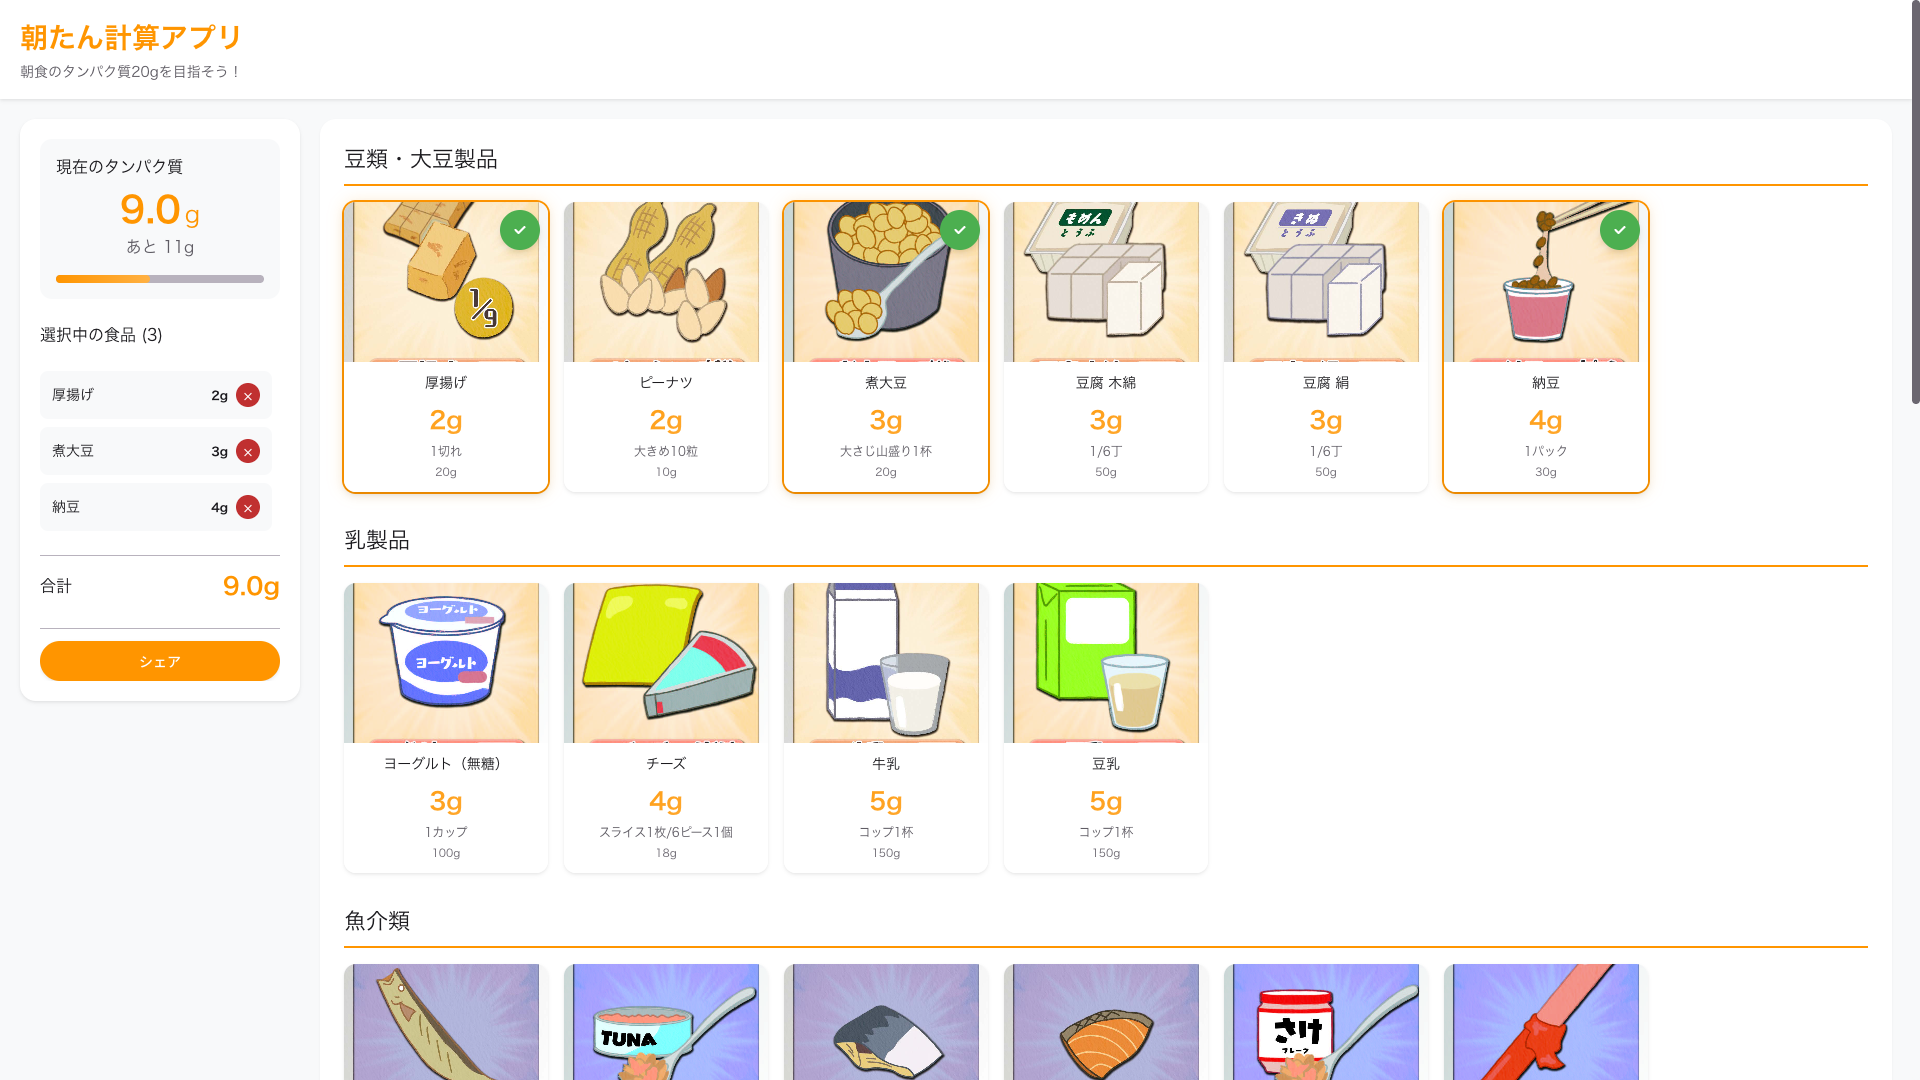 朝たん計算アプリ
朝食のタンパク質20gを目指そう！
現在のタンパク質
9.0g
あと 11g
選択中の食品 (3)
厚揚げ 2g ×
煮大豆 3g ×
納豆 4g ×
合計 9.0g
シェア
豆類・大豆製品
1/9
厚揚げ
2g
1切れ
20g
ピーナツ
2g
大きめ10粒
10g
煮大豆
3g
大さじ山盛り1杯
20g
もめん
とうふ
豆腐 木綿
3g
1/6丁
50g
きぬ
とうふ
豆腐 絹
3g
1/6丁
50g
納豆
4g
1パック
30g
乳製品
ヨーグルト
ヨーグルト
ヨーグルト（無糖）
3g
1カップ
100g
チーズ
4g
スライス1枚/6ピース1個
18g
牛乳
5g
コップ1杯
150g
豆乳
5g
コップ1杯
150g
魚介類
TUNA
さけ
フレーク